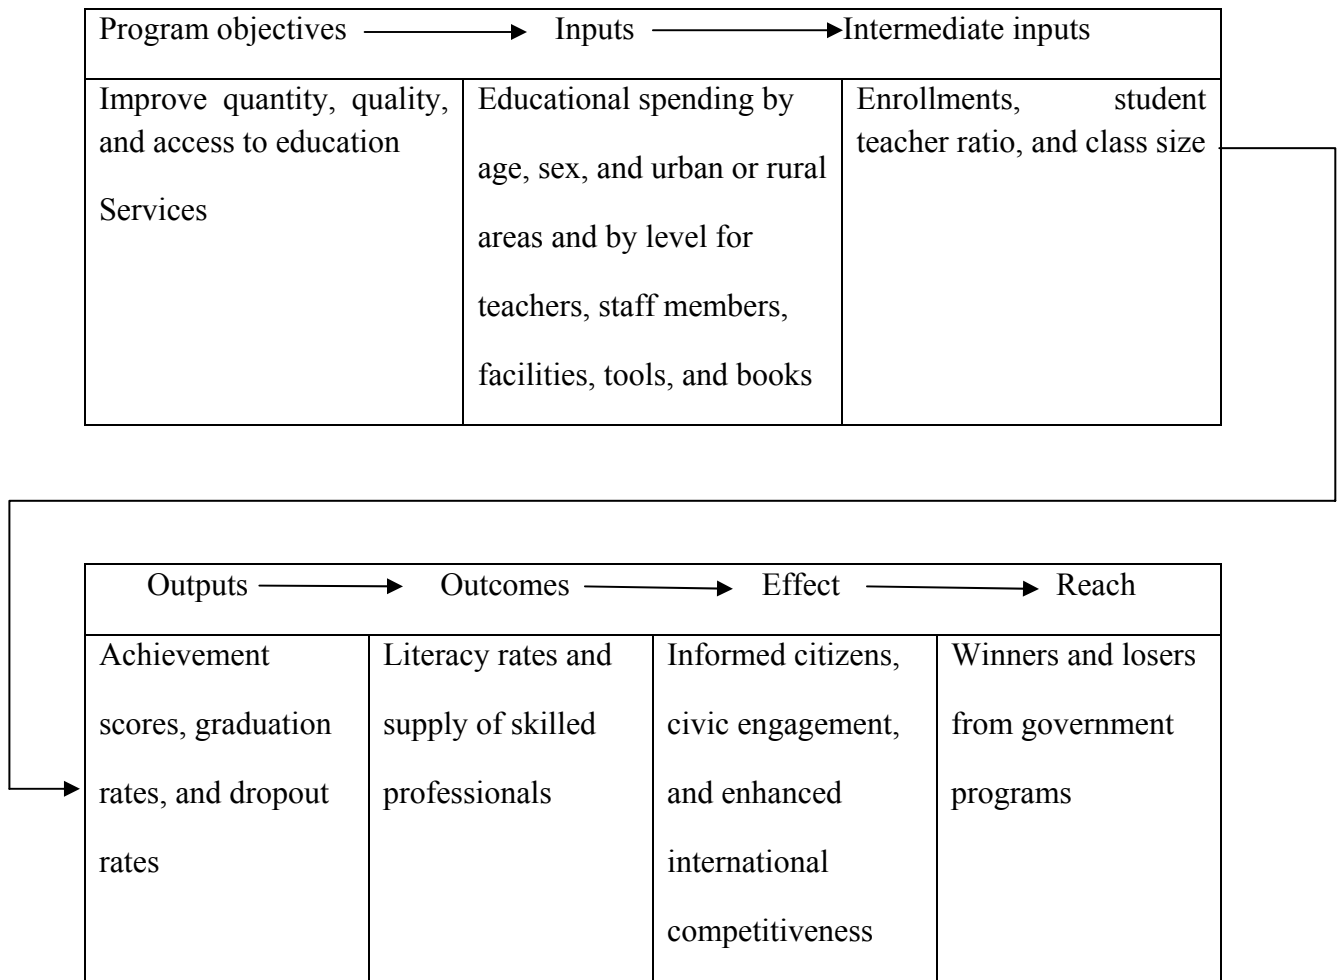 Program objectives Inputs Intermediate inputs
Improve quantity, quality,
and access to education
Services
Educational spending by
age, sex, and urban or rural
areas and by level for
teachers, staff members,
facilities, tools, and books
Enrollments, student
teacher ratio, and class size
Outputs Outcomes Effect Reach
Achievement
scores, graduation
rates, and dropout
rates
Literacy rates and
supply of skilled
professionals
Informed citizens,
civic engagement,
and enhanced
international
competitiveness
Winners and losers
from government
programs